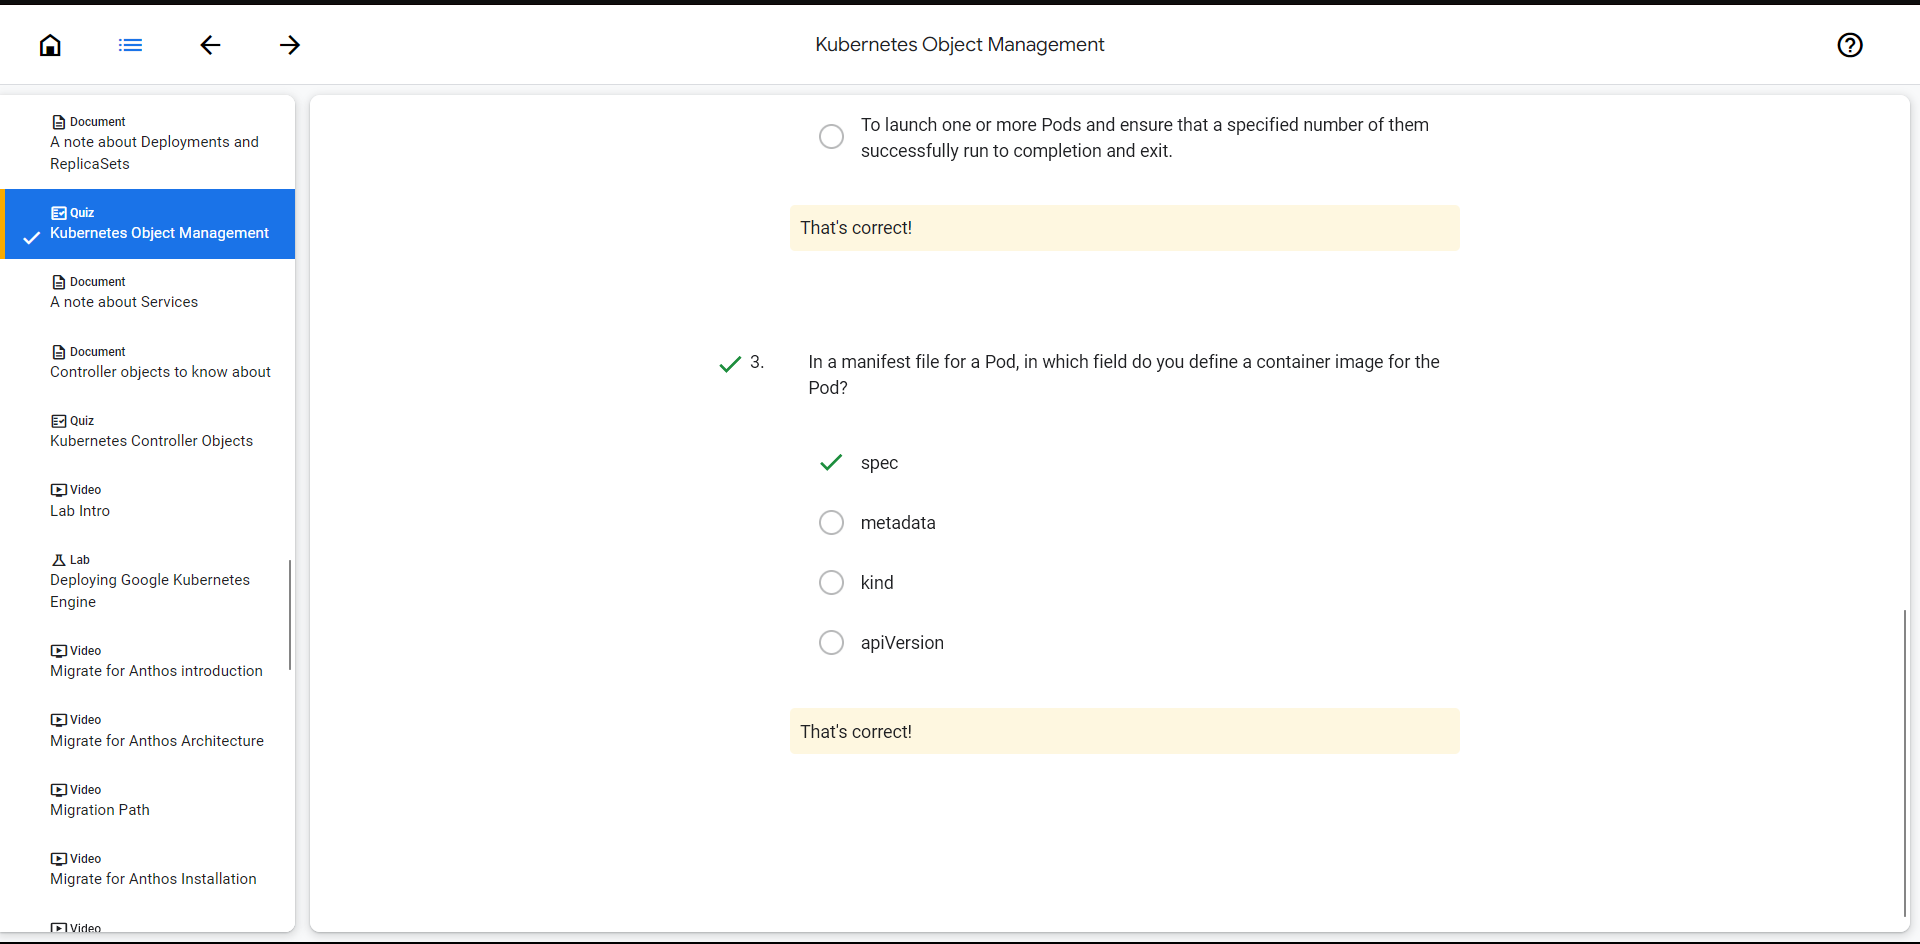 Kubernetes Object Management
Document
A note about Deployments and
ReplicaSets
Quiz
Kubernetes Object Management
Document
A note about Services
Document
Controller objects to know about
Quiz
Kubernetes Controller Objects
Video
Lab Intro
Lab
Deploying Google Kubernetes
Engine
Video
Migrate for Anthos introduction
Video
Migrate for Anthos Architecture
Video
Migration Path
Video
Migrate for Anthos Installation
Video
To launch one or more Pods and ensure that a specified number of them
successfully run to completion and exit.
That's correct!
3. In a manifest file for a Pod, in which field do you define a container image for the
Pod?
spec
metadata
kind
apiVersion
That's correct!